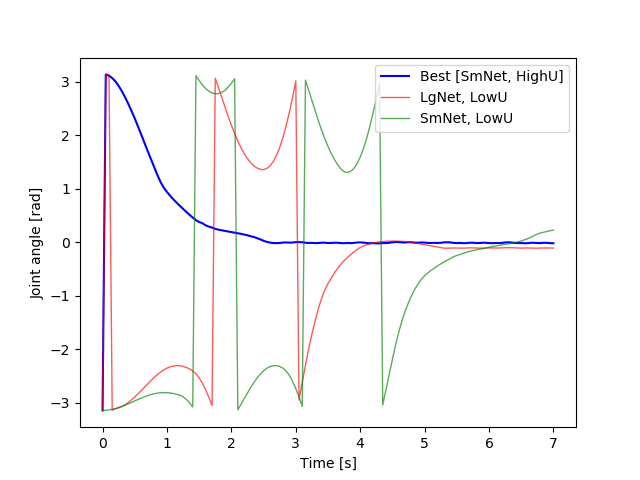 Best [SmNet, HighU]
LgNet, LowU
SmNet, LowU
3
2
1
0
−1
−2
−3
Joint angle [rad]
0 1 2 3 4 5 6 7
Time [s]